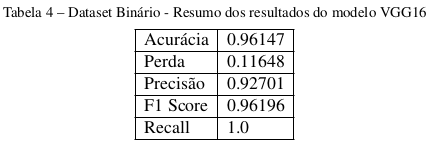 Tabela 4 – Dataset Binário - Resumo dos resultados do modelo VGG16
Acurácia 0.96147
Perda 0.11648
Precisão 0.92701
F1 Score 0.96196
Recall 1.0